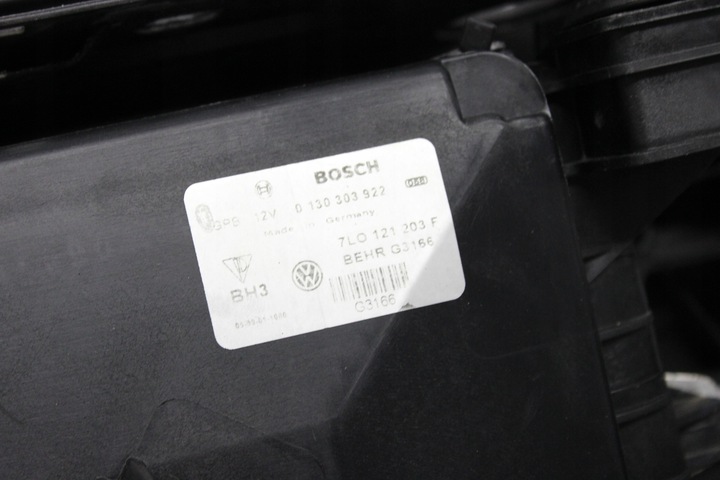 BOSCH
12V 0 130 303 922
Made in Germany
7L0 121 203 F
BEHR G3166
BH3
G3166